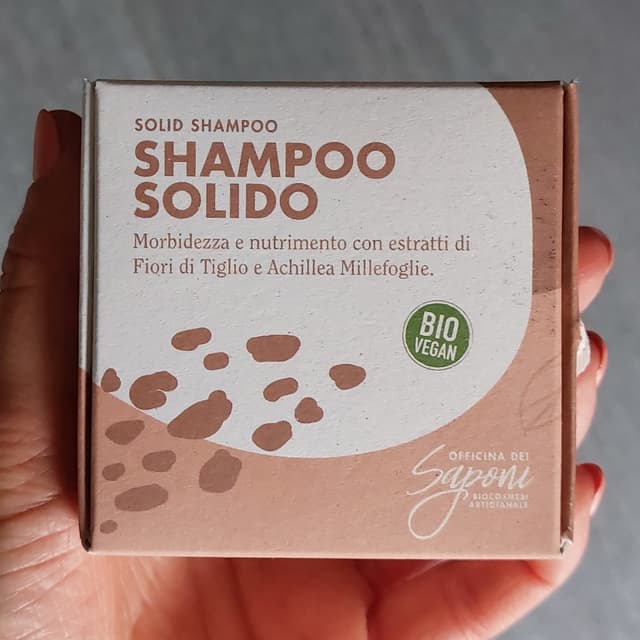 SOLID SHAMPOO
SHAMPOO
SOLIDO
Morbidezza e nutrimento con estratti di
Fiori di Tiglio e Achillea Millefoglie.
BIO
VEGAN
OFFICINA DEI
Saponi
BIOCOSMESI
ARTIGIANALE